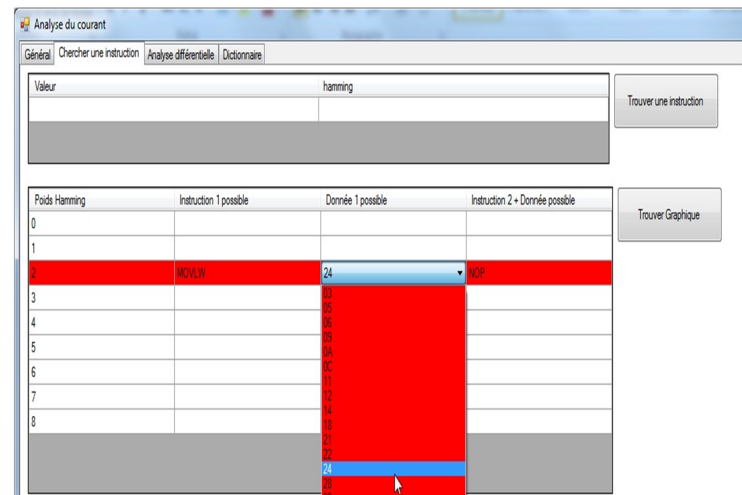 Analyse du courant
Général Chercher une instruction Analyse différentielle Dictionnaire
Valeur hamming
Trouver une instruction
Poids Hamming Instruction 1 possible Donnée 1 possible Instruction 2 + Donnée possible
Trouver Graphique
0
1
2 MOVLW 24 NOP
3
03
05
4
06
09
5
0A
0C
6
11
12
7
14
18
8
21
22
24
28